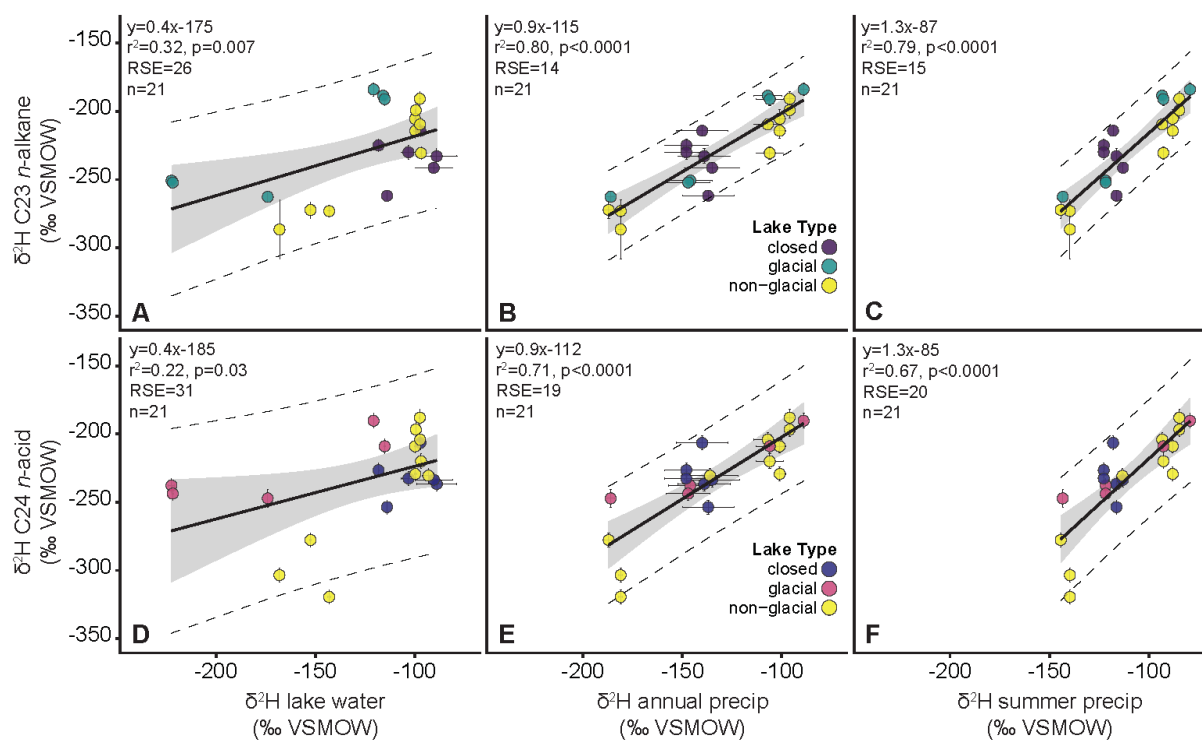 y=0.4x-175
r²=0.32, p=0.007
RSE=26
n=21
A
y=0.9x-115
r²=0.80, p<0.0001
RSE=14
n=21
Lake Type
closed
glacial
non-glacial
B
y=1.3x-87
r²=0.79, p<0.0001
RSE=15
n=21
C
δ²H C23 n-alkane
(‰ VSMOW)
-150
-200
-250
-300
-350
y=0.4x-185
r²=0.22, p=0.03
RSE=31
n=21
D
y=0.9x-112
r²=0.71, p<0.0001
RSE=19
n=21
Lake Type
closed
glacial
non-glacial
E
y=1.3x-85
r²=0.67, p<0.0001
RSE=20
n=21
F
δ²H C24 n-acid
(‰ VSMOW)
-150
-200
-250
-300
-350
-200 -150 -100
δ²H lake water
(‰ VSMOW)
-200 -150 -100
δ²H annual precip
(‰ VSMOW)
-200 -150 -100
δ²H summer precip
(‰ VSMOW)